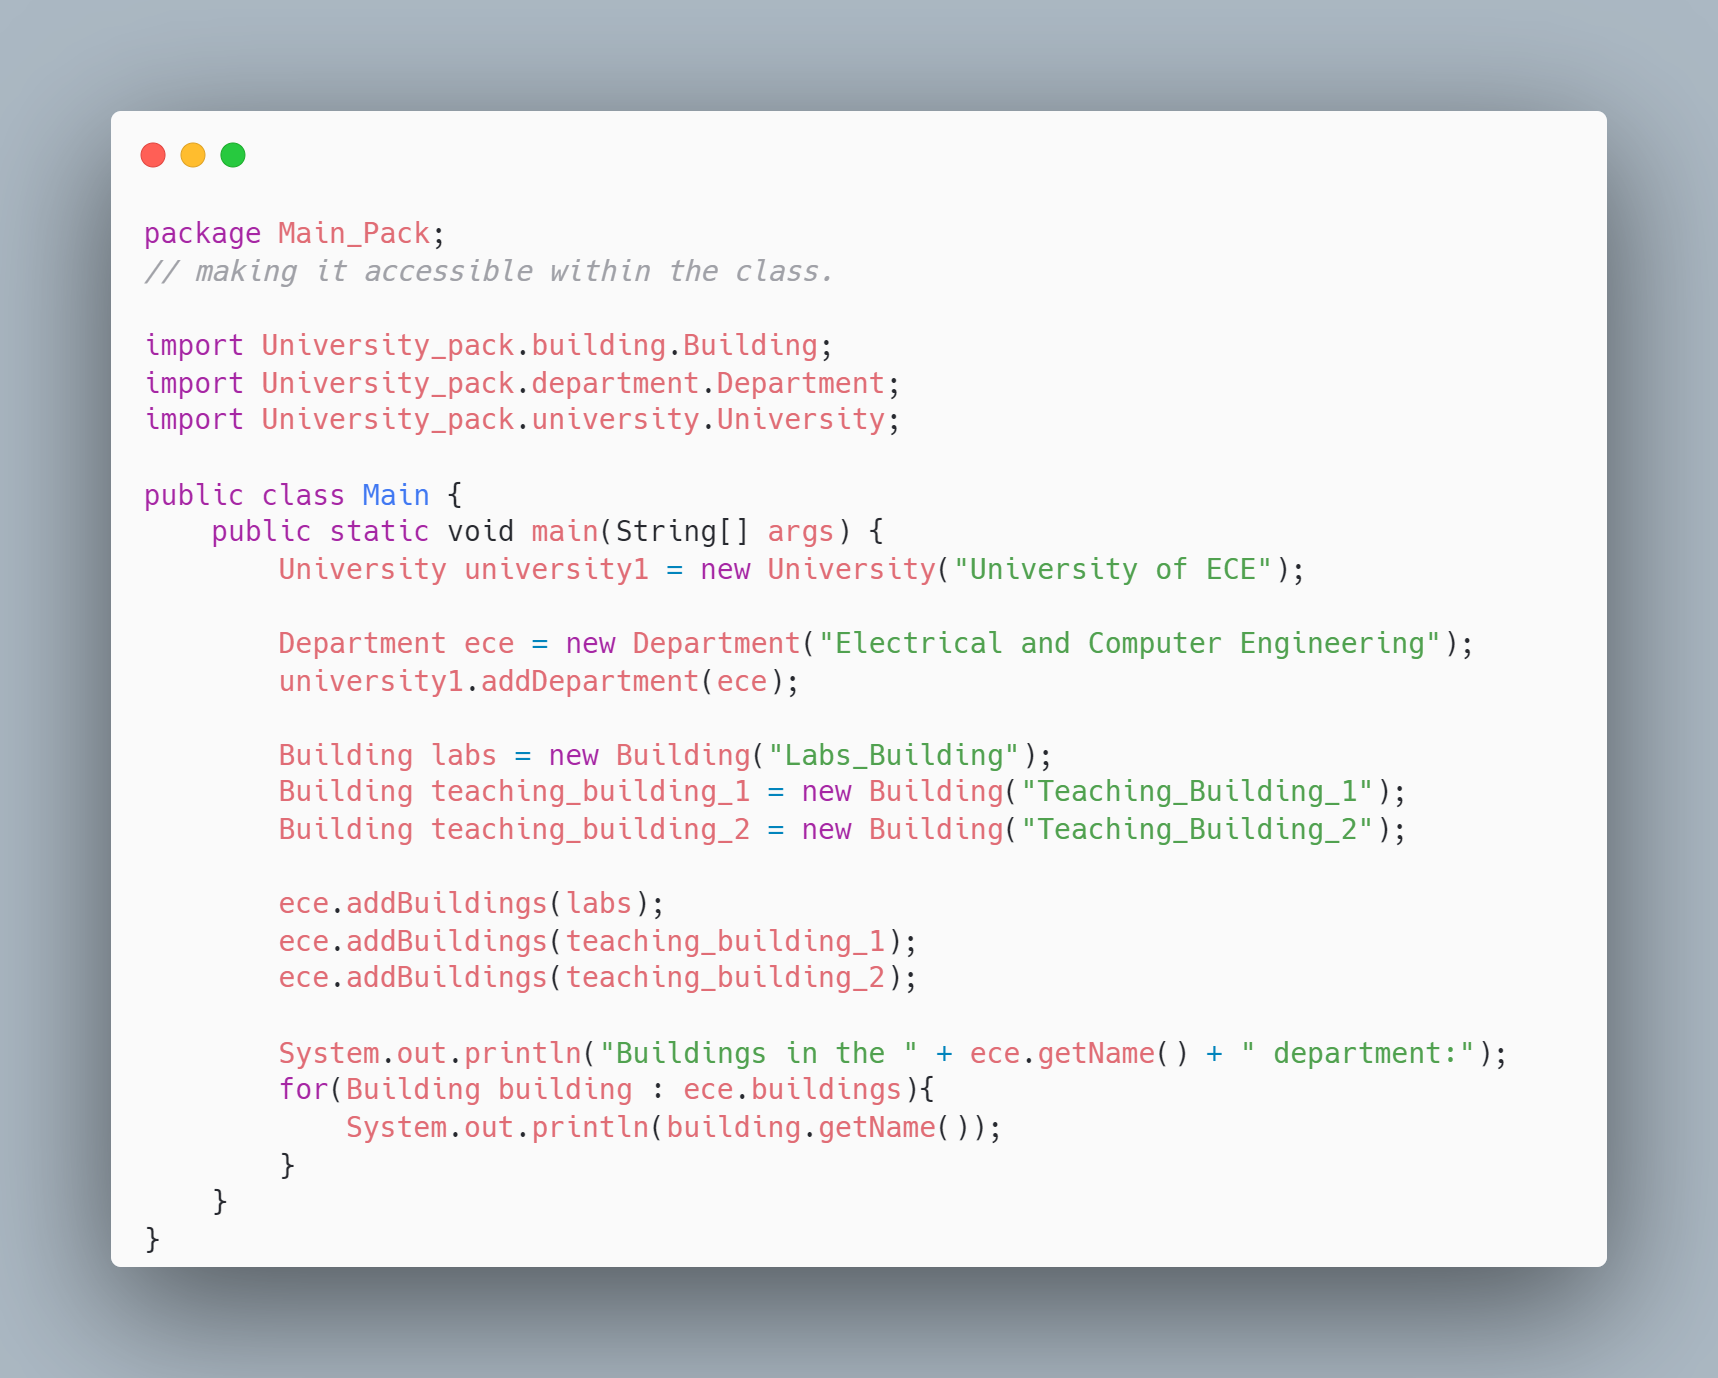 package Main_Pack;
// making it accessible within the class.

import University_pack.building.Building;
import University_pack.department.Department;
import University_pack.university.University;

public class Main {
    public static void main(String[] args) {
        University university1 = new University("University of ECE");

        Department ece = new Department("Electrical and Computer Engineering");
        university1.addDepartment(ece);

        Building labs = new Building("Labs_Building");
        Building teaching_building_1 = new Building("Teaching_Building_1");
        Building teaching_building_2 = new Building("Teaching_Building_2");

        ece.addBuildings(labs);
        ece.addBuildings(teaching_building_1);
        ece.addBuildings(teaching_building_2);

        System.out.println("Buildings in the " + ece.getName() + " department:");
        for(Building building : ece.buildings){
            System.out.println(building.getName());
        }
    }
}